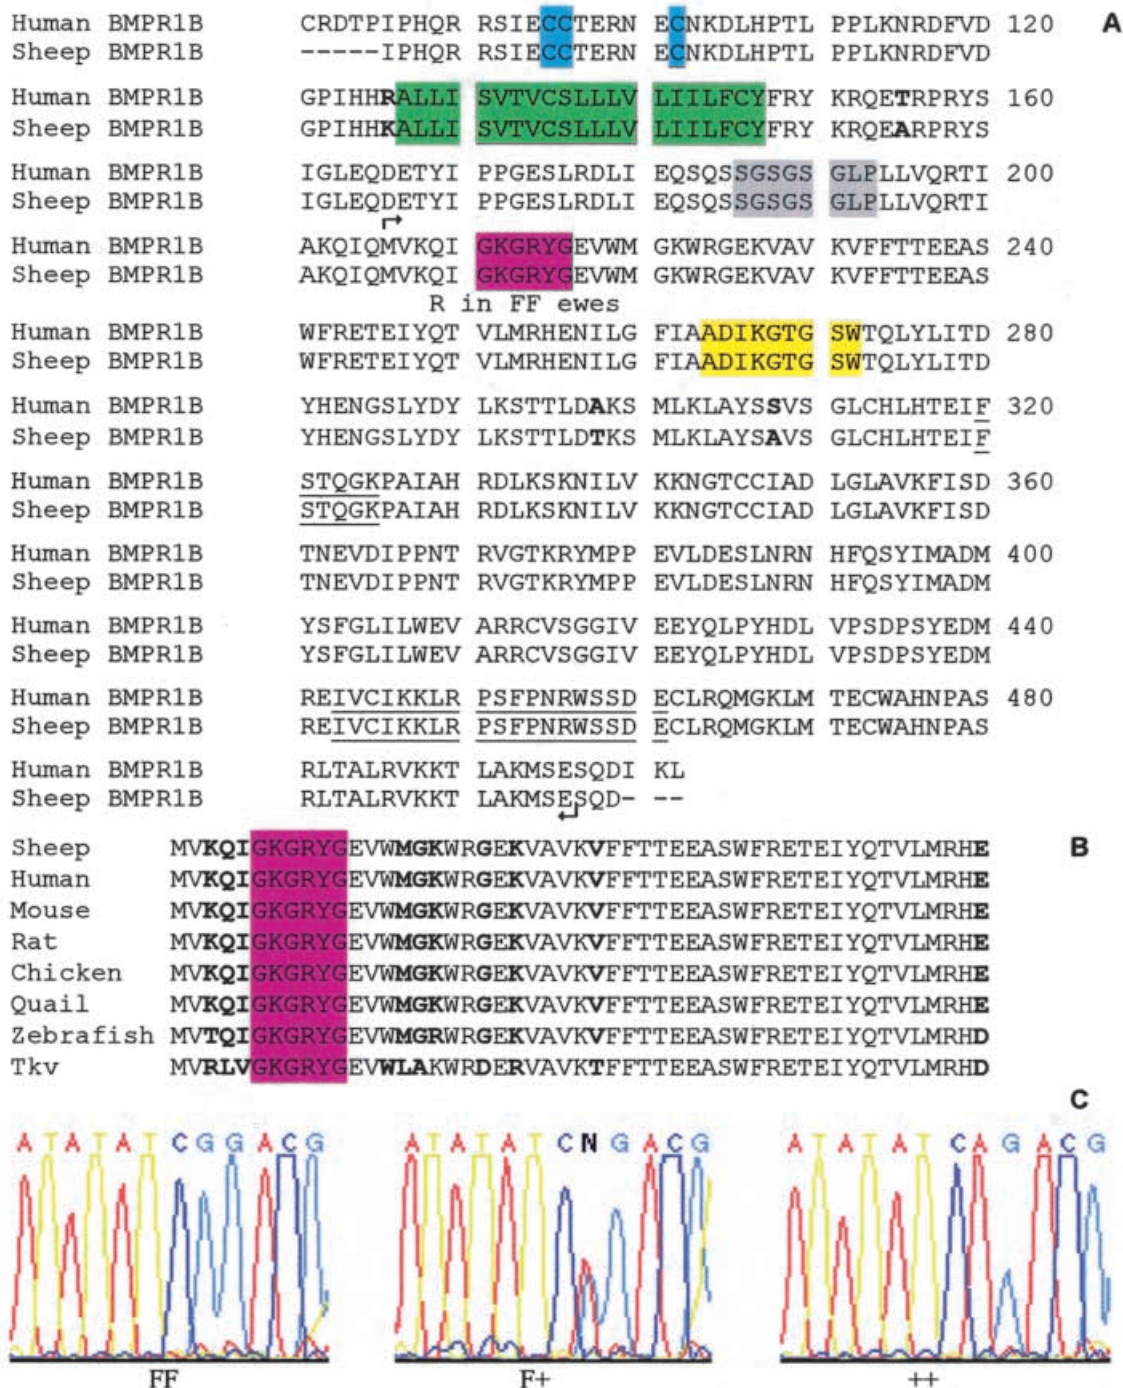 Human BMPR1B CRDTPIPHQR RSIECCTERN ECNKDLHPTL PPLKNRDFVD 120 A
Sheep BMPR1B -----IPHQR RSIECCTERN ECNKDLHPTL PPLKNRDFVD
Human BMPR1B GPIHHRALLI SVTVCSLLLV LIILFCYFRY KRQETRPRYS 160
Sheep BMPR1B GPIHHKALLI SVTVCSLLLV LIILFCYFRY KRQEARPRYS
Human BMPR1B IGLEQDETYI PPGESLRDLI EQSQSSGSGS GLPLLVQRTI 200
Sheep BMPR1B IGLEQDETYI PPGESLRDLI EQSQSSGSGS GLPLLVQRTI
Human BMPR1B AKQIQMVKQI GKGRYGEVWM GKWRGEKVAV KVFFTTEEAS 240
Sheep BMPR1B AKQIQMVKQI GKGRYGEVWM GKWRGEKVAV KVFFTTEEAS
R in FF ewes
Human BMPR1B WFRETEIYQT VLMRHENILG FIAADIKGTG SWTQLYLITD 280
Sheep BMPR1B WFRETEIYQT VLMRHENILG FIAADIKGTG SWTQLYLITD
Human BMPR1B YHENGSLYDY LKSTTLDAKS MLKLAYSSVS GLCHLHTEIF 320
Sheep BMPR1B YHENGSLYDY LKSTTLDTKS MLKLAYSAVS GLCHLHTEIF
Human BMPR1B STQGKPAIAH RDLKSKNILV KKNGTCCIAD LGLAVKFISD 360
Sheep BMPR1B STQGKPAIAH RDLKSKNILV KKNGTCCIAD LGLAVKFISD
Human BMPR1B TNEVDIPPNT RVGTKRYMPP EVLDESLNRN HFQSYIMADM 400
Sheep BMPR1B TNEVDIPPNT RVGTKRYMPP EVLDESLNRN HFQSYIMADM
Human BMPR1B YSFGLILWEV ARRCVSGGIV EEYQLPYHDL VPSDPSYEDM 440
Sheep BMPR1B YSFGLILWEV ARRCVSGGIV EEYQLPYHDL VPSDPSYEDM
Human BMPR1B REIVCIKKLR PSFPNRWSSD ECLRQMGKLM TECWAHNPAS 480
Sheep BMPR1B REIVCIKKLR PSFPNRWSSD ECLRQMGKLM TECWAHNPAS
Human BMPR1B RLTALRVKKT LAKMSESQDI KL
Sheep BMPR1B RLTALRVKKT LAKMSESQD- --
Sheep MVKQIGKGRYGEVWMGKWRGEKVAVKVFFTTEEASWFRETEIYQTVLMRHE B
Human MVKQIGKGRYGEVWMGKWRGEKVAVKVFFTTEEASWFRETEIYQTVLMRHE
Mouse MVKQIGKGRYGEVWMGKWRGEKVAVKVFFTTEEASWFRETEIYQTVLMRHE
Rat MVKQIGKGRYGEVWMGKWRGEKVAVKVFFTTEEASWFRETEIYQTVLMRHE
Chicken MVKQIGKGRYGEVWMGKWRGEKVAVKVFFTTEEASWFRETEIYQTVLMRHE
Quail MVKQIGKGRYGEVWMGKWRGEKVAVKVFFTTEEASWFRETEIYQTVLMRHE
Zebrafish MVTQIGKGRYGEVWMGRWRGEKVAVKVFFTTEEASWFRETEIYQTVLMRHD
Tkv MVRLVGKGRYGEVWLAKWRDERVAVKTFFTTEEASWFRETEIYQTVLMRHD
C
ATATATCGGACG ATATATCNGACG ATATATCAGACG
FF F+ ++